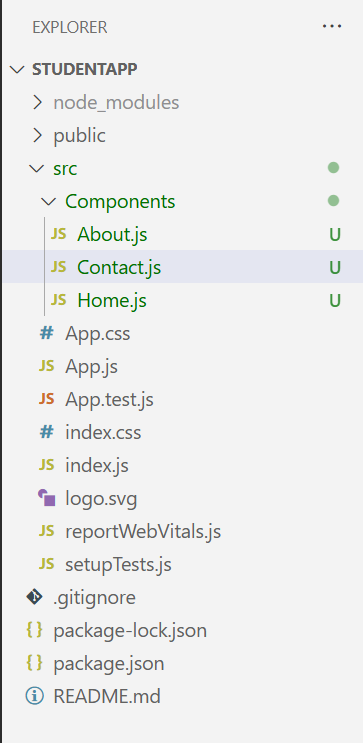 EXPLORER ...
STUDENTAPP
node_modules
public
src
Components
JS About.js U
JS Contact.js U
JS Home.js U
# App.css
JS App.js
JS App.test.js
# index.css
JS index.js
logo.svg
JS reportWebVitals.js
JS setupTests.js
.gitignore
{} package-lock.json
{} package.json
README.md